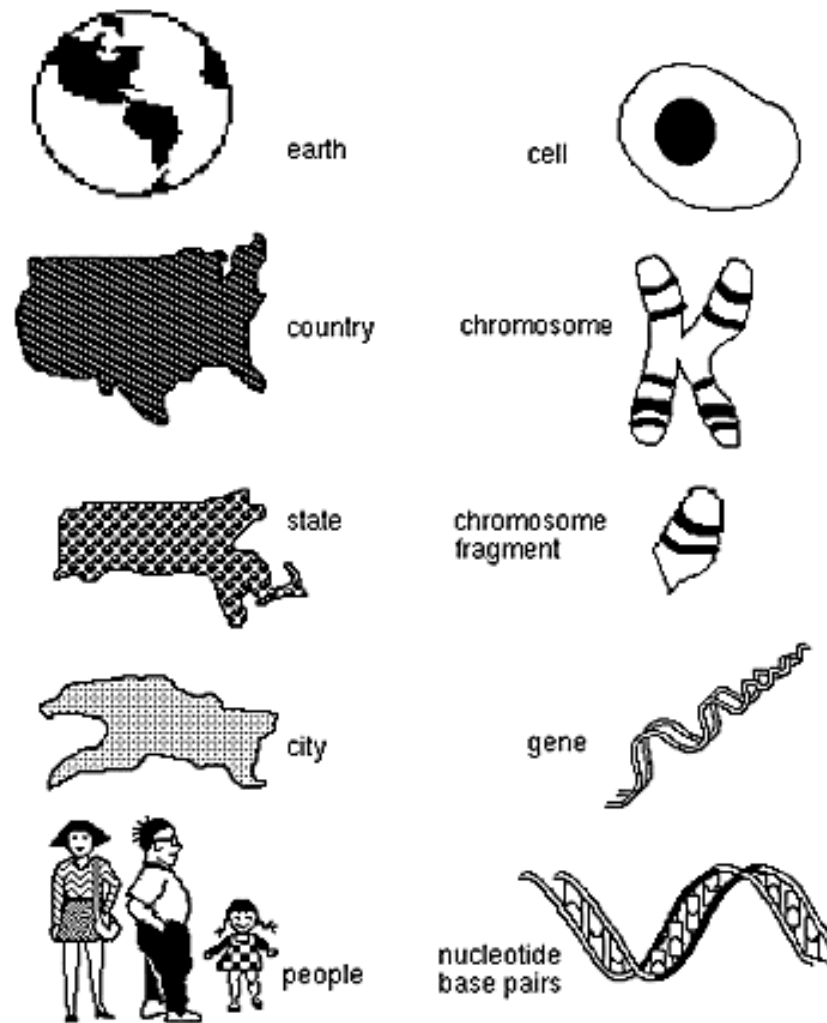 earth
cell
country
chromosome
state
chromosome
fragment
city
gene
people
nucleotide
base pairs